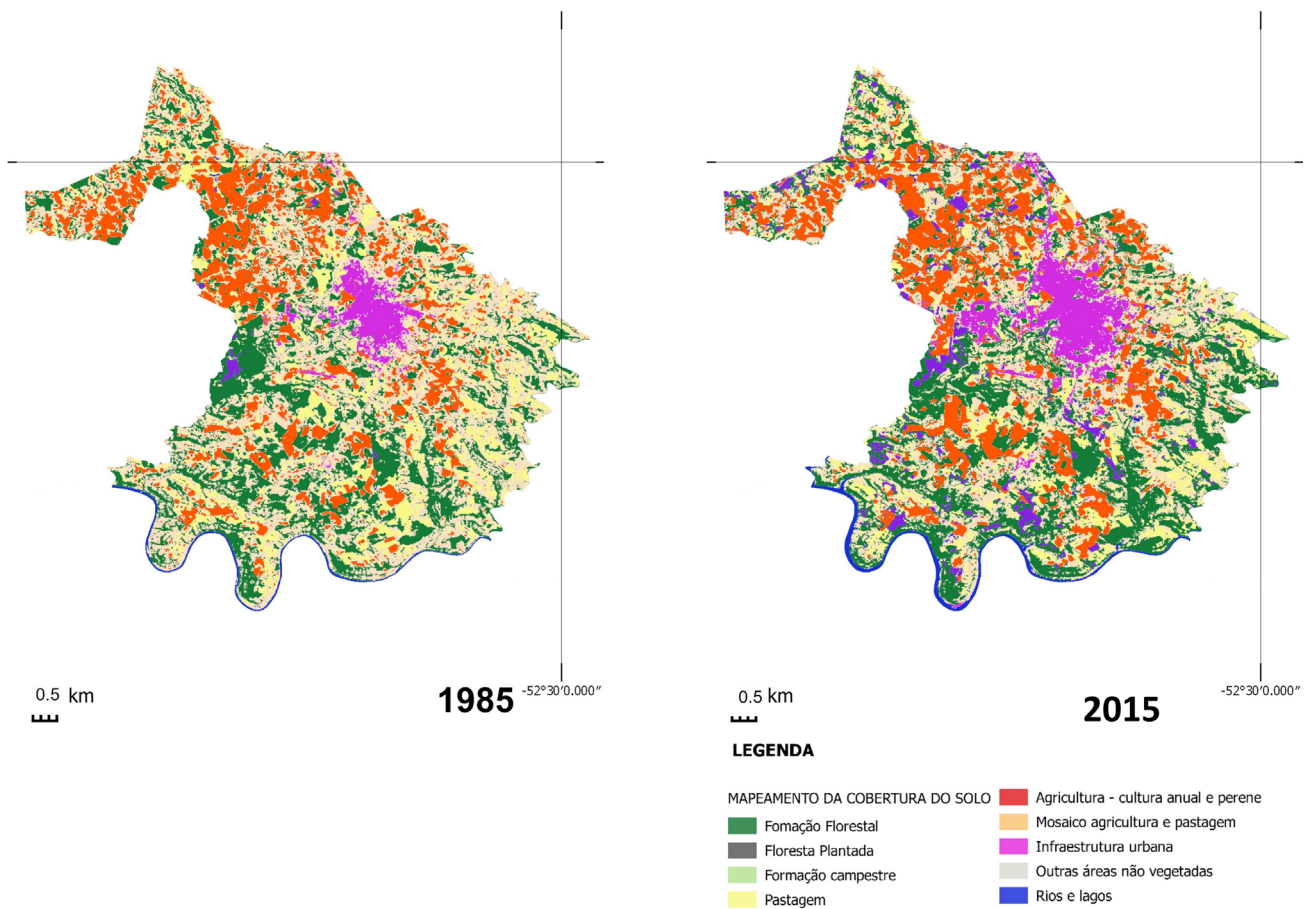 0.5 km
1985
-52°30′0.000″
0.5 km
2015
-52°30′0.000″
LEGENDA
MAPEAMENTO DA COBERTURA DO SOLO
Fomação Florestal
Floresta Plantada
Formação campestre
Pastagem
Agricultura - cultura anual e perene
Mosaico agricultura e pastagem
Infraestrutura urbana
Outras áreas não vegetadas
Rios e lagos